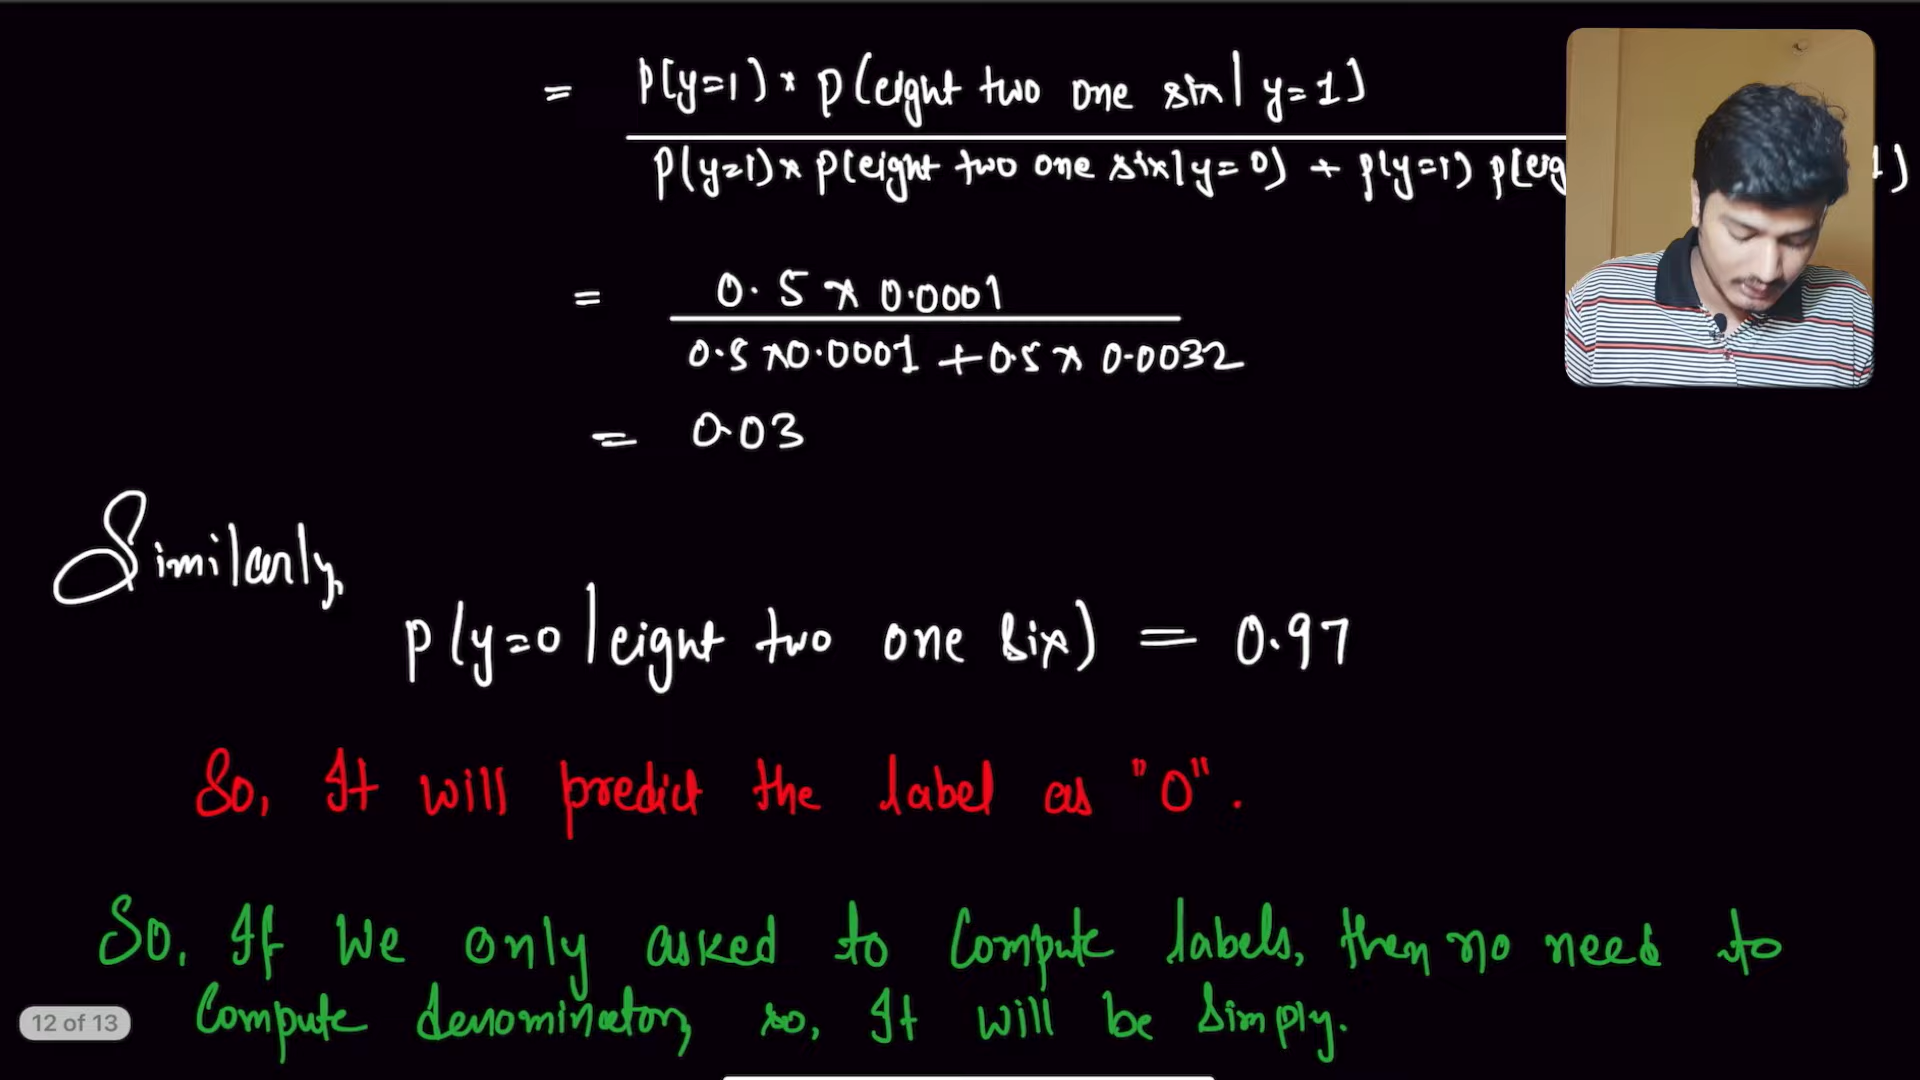 = P(y=1) * P(eight two one six | y=1)
P(y=1) * P(eight two one six | y=0) + P(y=1) P(eig 1)
= 0.5 * 0.0001
0.5 * 0.0001 + 0.5 * 0.0032
= 0.03
Similarly,
P(y=0 | eight two one six) = 0.97
So, It will predict the label as "0".
So, If We only asked to Compute labels, then no need to
Compute denominator, so, It will be Simply.
12 of 13